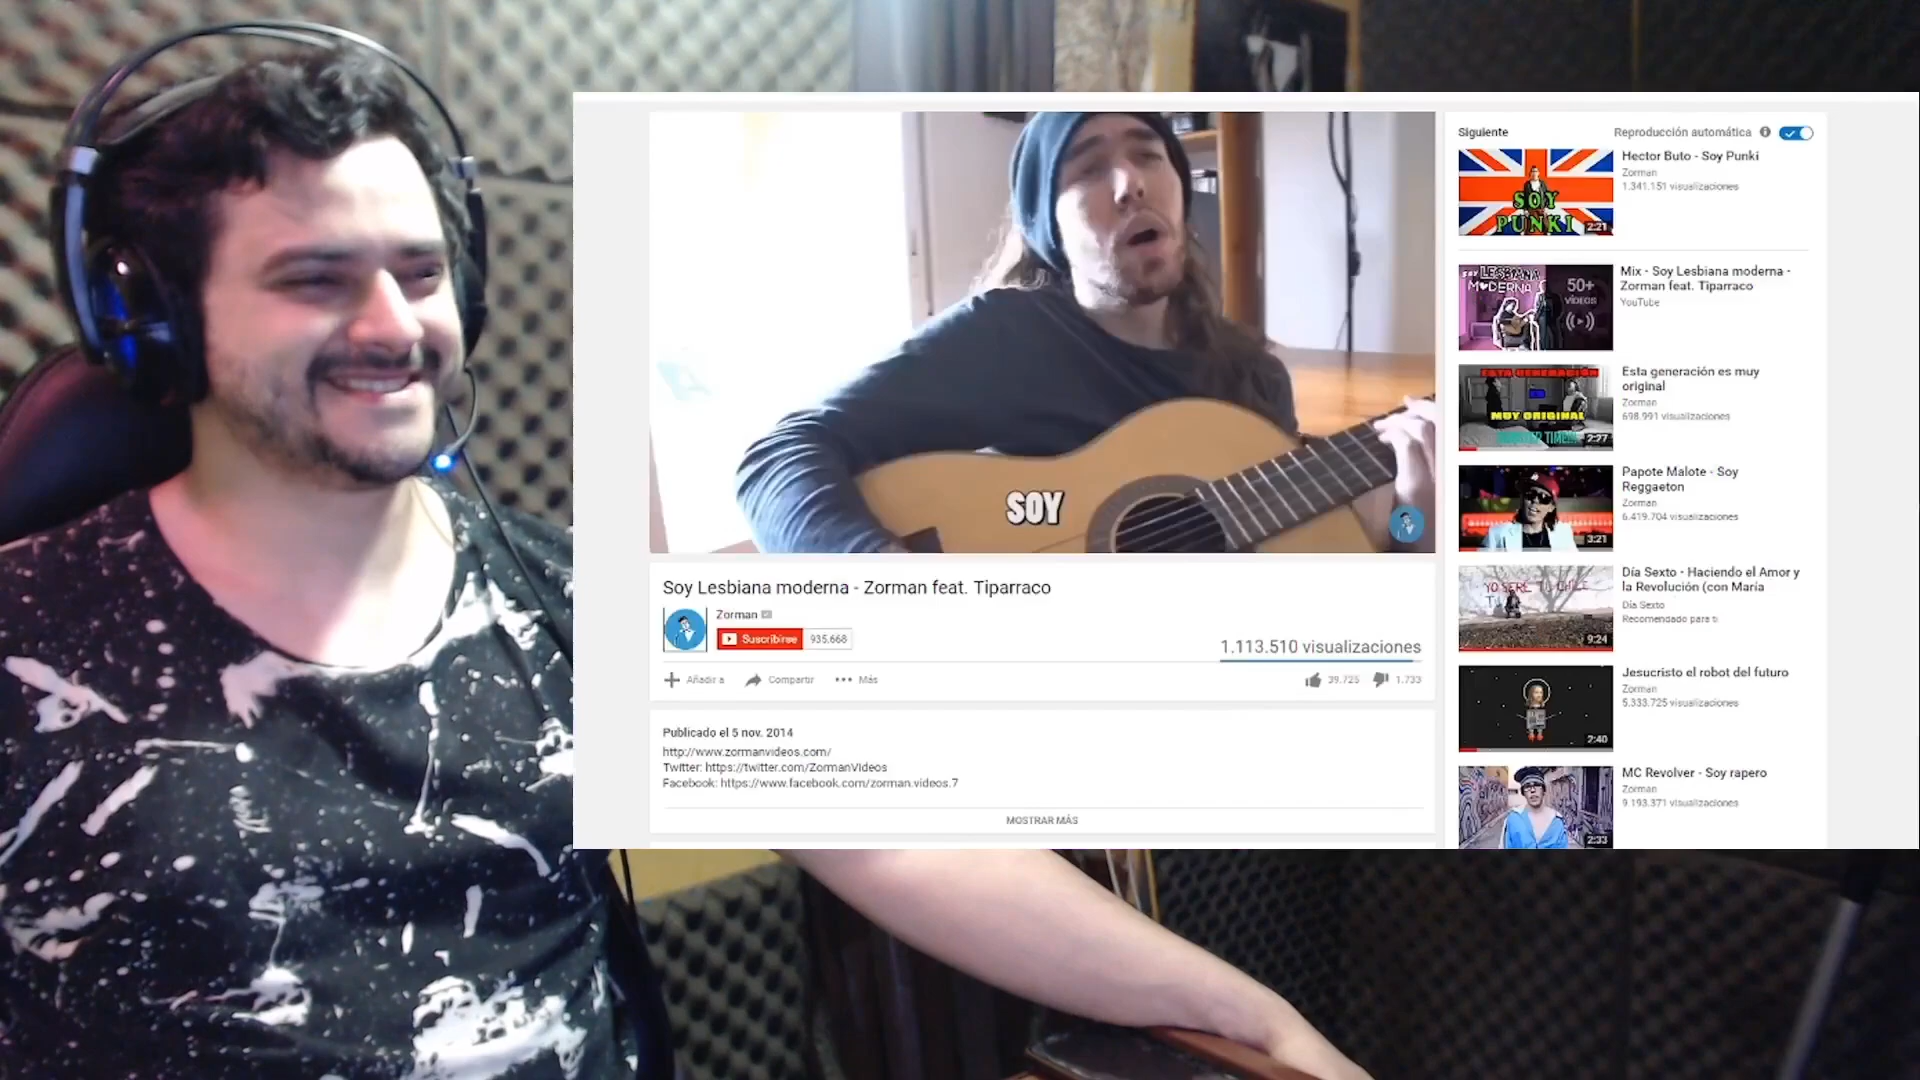 SOY
Soy Lesbiana moderna - Zorman feat. Tiparraco
Zorman
Suscribirse 935.668
1.113.510 visualizaciones
Añadir a Compartir Más
39.725 1.733
Publicado el 5 nov. 2014
http://www.zormanvideos.com/
Twitter: https://twitter.com/ZormanVideos
Facebook: https://www.facebook.com/zorman.videos.7
MOSTRAR MÁS
Siguiente Reproducción automática
SOY
PUNKI
2:21
Hector Buto - Soy Punki
Zorman
1.341.151 visualizaciones
SOY LESBIANA
MODERNA
50+
VÍDEOS
Mix - Soy Lesbiana moderna -
Zorman feat. Tiparraco
YouTube
ESTA GENERACIÓN
MUY ORIGINAL
2:27
Esta generación es muy
original
Zorman
698.991 visualizaciones
3:21
Papote Malote - Soy
Reggaeton
Zorman
6.419.704 visualizaciones
9:24
Día Sexto - Haciendo el Amor y
la Revolución (con María
Día Sexto
Recomendado para ti
2:40
Jesucristo el robot del futuro
Zorman
5.333.725 visualizaciones
2:33
MC Revolver - Soy rapero
Zorman
9.193.371 visualizaciones